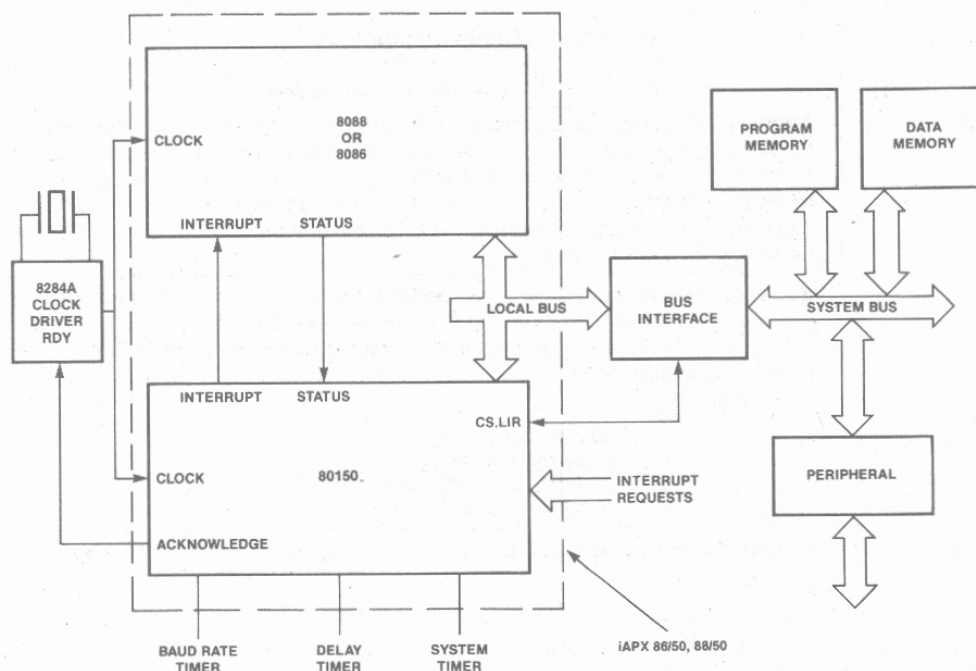 8088
OR
8086
CLOCK
INTERRUPT STATUS
PROGRAM
MEMORY
DATA
MEMORY
8284A
CLOCK
DRIVER
RDY
LOCAL BUS
BUS
INTERFACE
SYSTEM BUS
INTERRUPT STATUS
CS.LIR
CLOCK
80150
INTERRUPT
REQUESTS
PERIPHERAL
ACKNOWLEDGE
BAUD RATE
TIMER
DELAY
TIMER
SYSTEM
TIMER
iAPX 86/50, 88/50